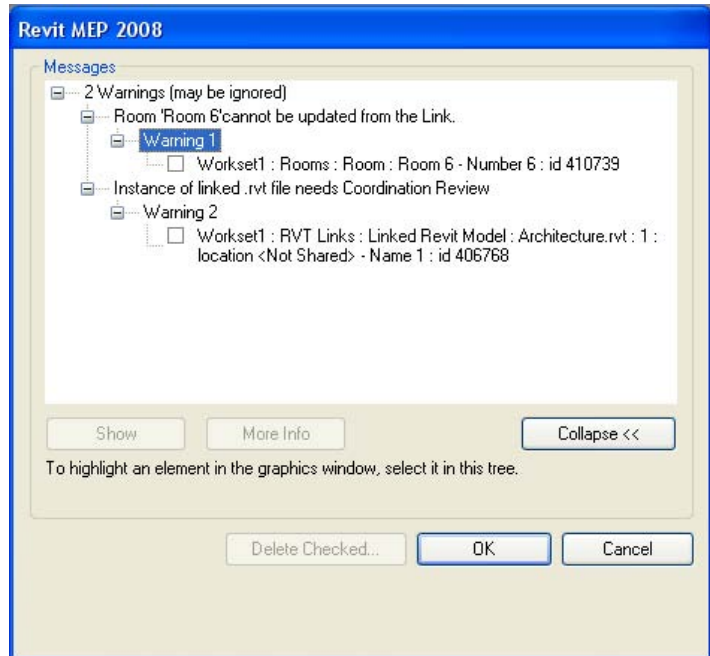 Revit MEP 2008
Messages
2 Warnings (may be ignored)
Room 'Room 6'cannot be updated from the Link.
Warning 1
Workset1 : Rooms : Room : Room 6 - Number 6 : id 410739
Instance of linked .rvt file needs Coordination Review
Warning 2
Workset1 : RVT Links : Linked Revit Model : Architecture.rvt : 1 :
location <Not Shared> - Name 1 : id 406768
Show More Info Collapse <<
To highlight an element in the graphics window, select it in this tree.
Delete Checked... OK Cancel